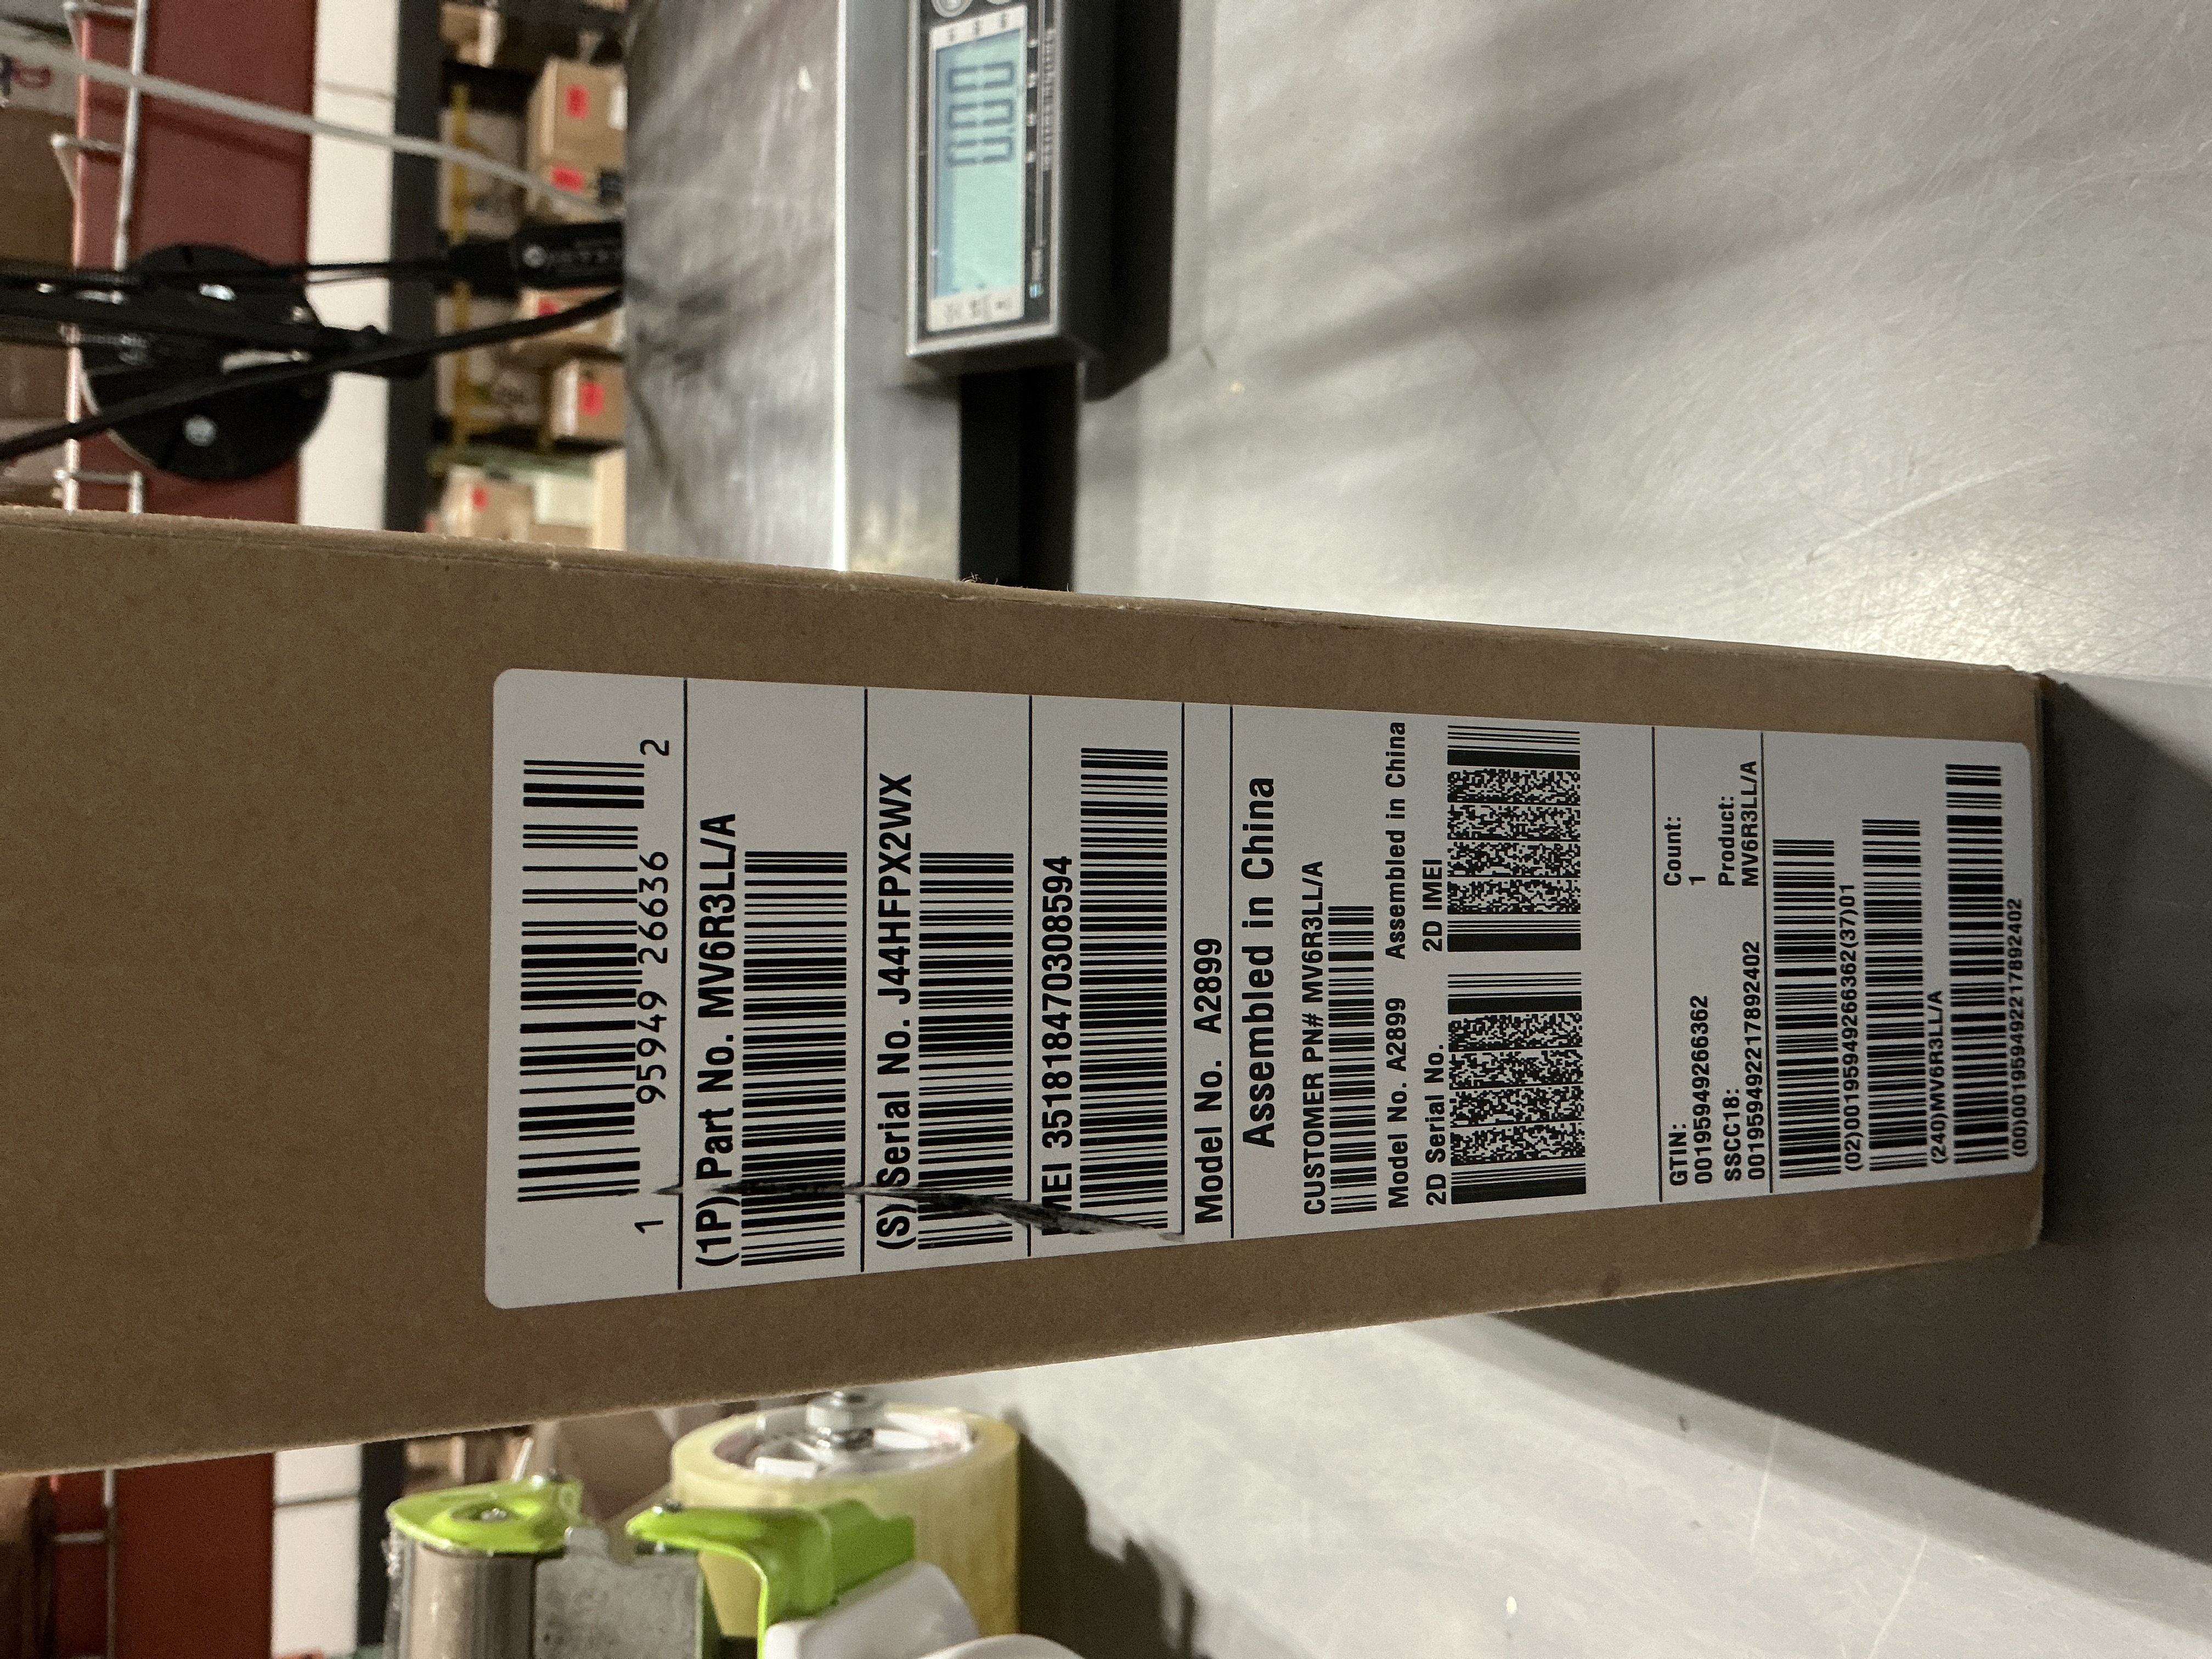 1 95949 26636 2
(1P) Part No. MV6R3LL/A
(S) Serial No. J44HFPX2WX
IMEI 351818470308594
Model No. A2899
Assembled in China
CUSTOMER PN# MV6R3LL/A
Model No. A2899 Assembled in China
2D Serial No. 2D IMEI
GTIN: Count:
00195949266362 1
SSCC18: Product:
001959492217892402 MV6R3LL/A
(02)00195949266362(37)01
(240)MV6R3LL/A
(00)001959492217892402
0.00